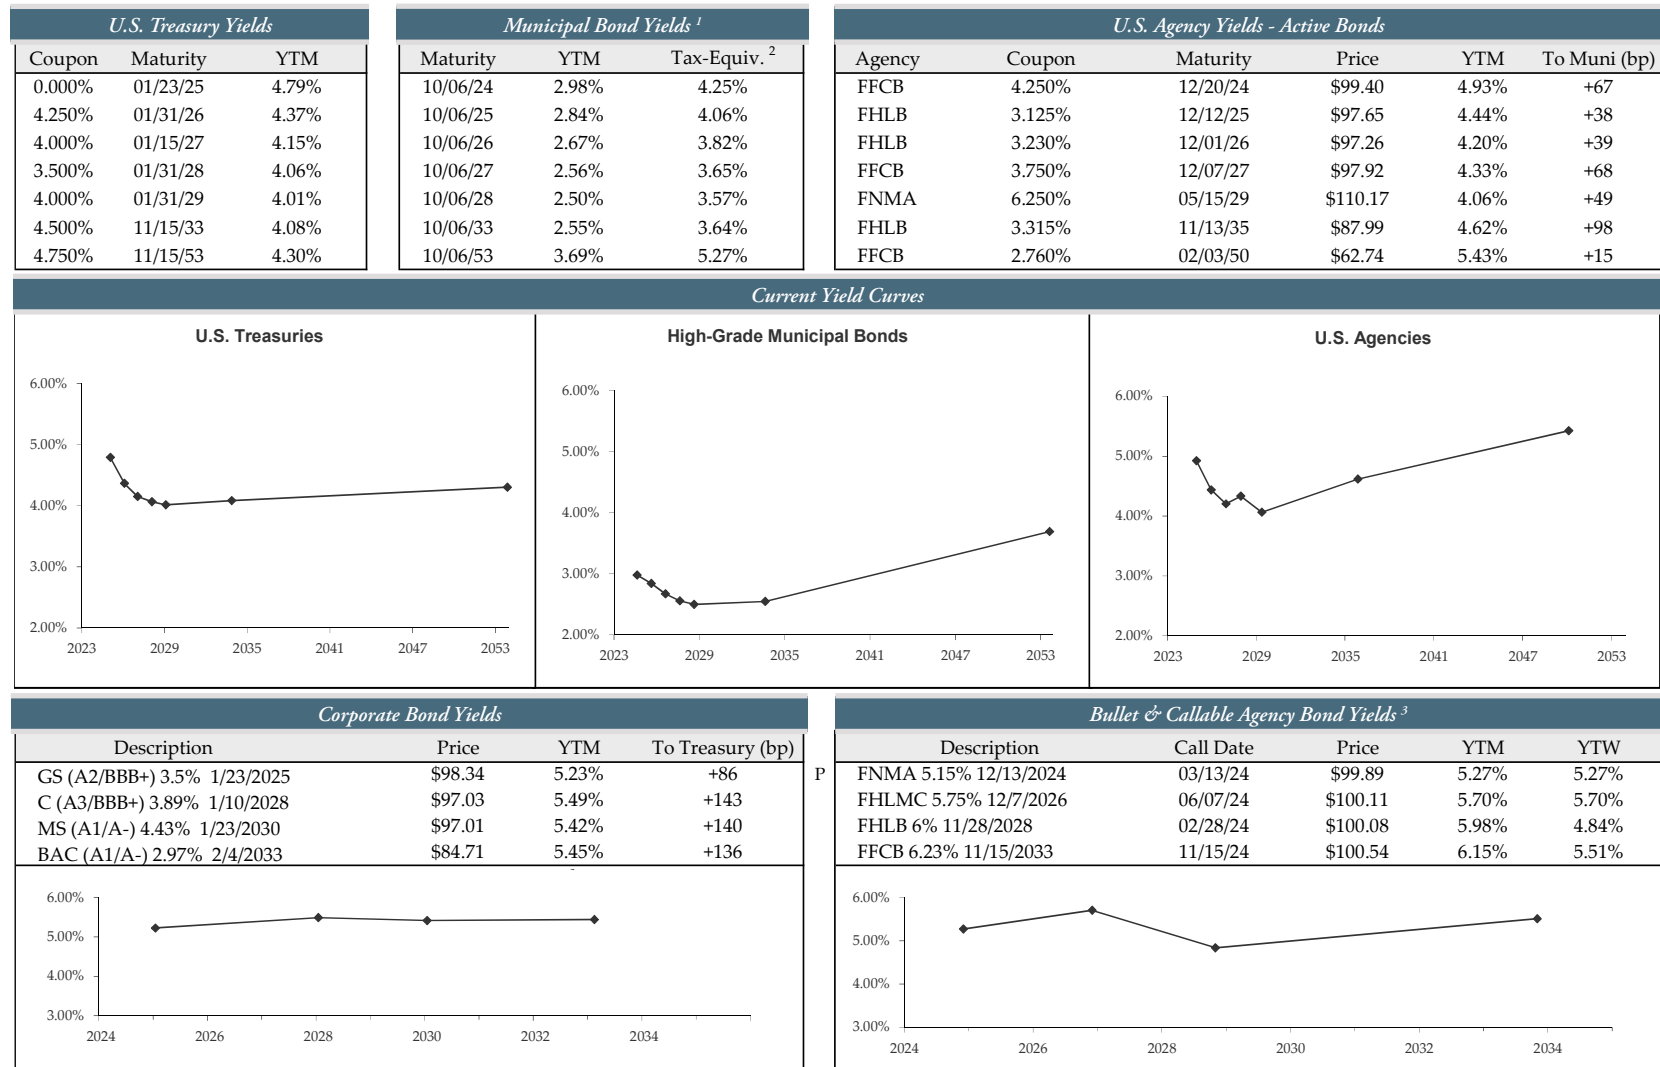 U.S. Treasury Yields
Coupon Maturity YTM
0.000% 01/23/25 4.79%
4.250% 01/31/26 4.37%
4.000% 01/15/27 4.15%
3.500% 01/31/28 4.06%
4.000% 01/31/29 4.01%
4.500% 11/15/33 4.08%
4.750% 11/15/53 4.30%
Municipal Bond Yields 1
Maturity YTM Tax-Equiv. 2
10/06/24 2.98% 4.25%
10/06/25 2.84% 4.06%
10/06/26 2.67% 3.82%
10/06/27 2.56% 3.65%
10/06/28 2.50% 3.57%
10/06/33 2.55% 3.64%
10/06/53 3.69% 5.27%
U.S. Agency Yields - Active Bonds
Agency Coupon Maturity Price YTM To Muni (bp)
FFCB 4.250% 12/20/24 $99.40 4.93% +67
FHLB 3.125% 12/12/25 $97.65 4.44% +38
FHLB 3.230% 12/01/26 $97.26 4.20% +39
FFCB 3.750% 12/07/27 $97.92 4.33% +68
FNMA 6.250% 05/15/29 $110.17 4.06% +49
FHLB 3.315% 11/13/35 $87.99 4.62% +98
FFCB 2.760% 02/03/50 $62.74 5.43% +15
Current Yield Curves
U.S. Treasuries
6.00%
5.00%
4.00%
3.00%
2.00%
2023 2029 2035 2041 2047 2053
High-Grade Municipal Bonds
6.00%
5.00%
4.00%
3.00%
2.00%
2023 2029 2035 2041 2047 2053
U.S. Agencies
6.00%
5.00%
4.00%
3.00%
2.00%
2023 2029 2035 2041 2047 2053
Corporate Bond Yields
Description Price YTM To Treasury (bp)
GS (A2/BBB+) 3.5% 1/23/2025 $98.34 5.23% +86
C (A3/BBB+) 3.89% 1/10/2028 $97.03 5.49% +143
MS (A1/A-) 4.43% 1/23/2030 $97.01 5.42% +140
BAC (A1/A-) 2.97% 2/4/2033 $84.71 5.45% +136
6.00%
5.00%
4.00%
3.00%
2024 2026 2028 2030 2032 2034
P
Bullet & Callable Agency Bond Yields 3
Description Call Date Price YTM YTW
FNMA 5.15% 12/13/2024 03/13/24 $99.89 5.27% 5.27%
FHLMC 5.75% 12/7/2026 06/07/24 $100.11 5.70% 5.70%
FHLB 6% 11/28/2028 02/28/24 $100.08 5.98% 4.84%
FFCB 6.23% 11/15/2033 11/15/24 $100.54 6.15% 5.51%
6.00%
5.00%
4.00%
3.00%
2024 2026 2028 2030 2032 2034